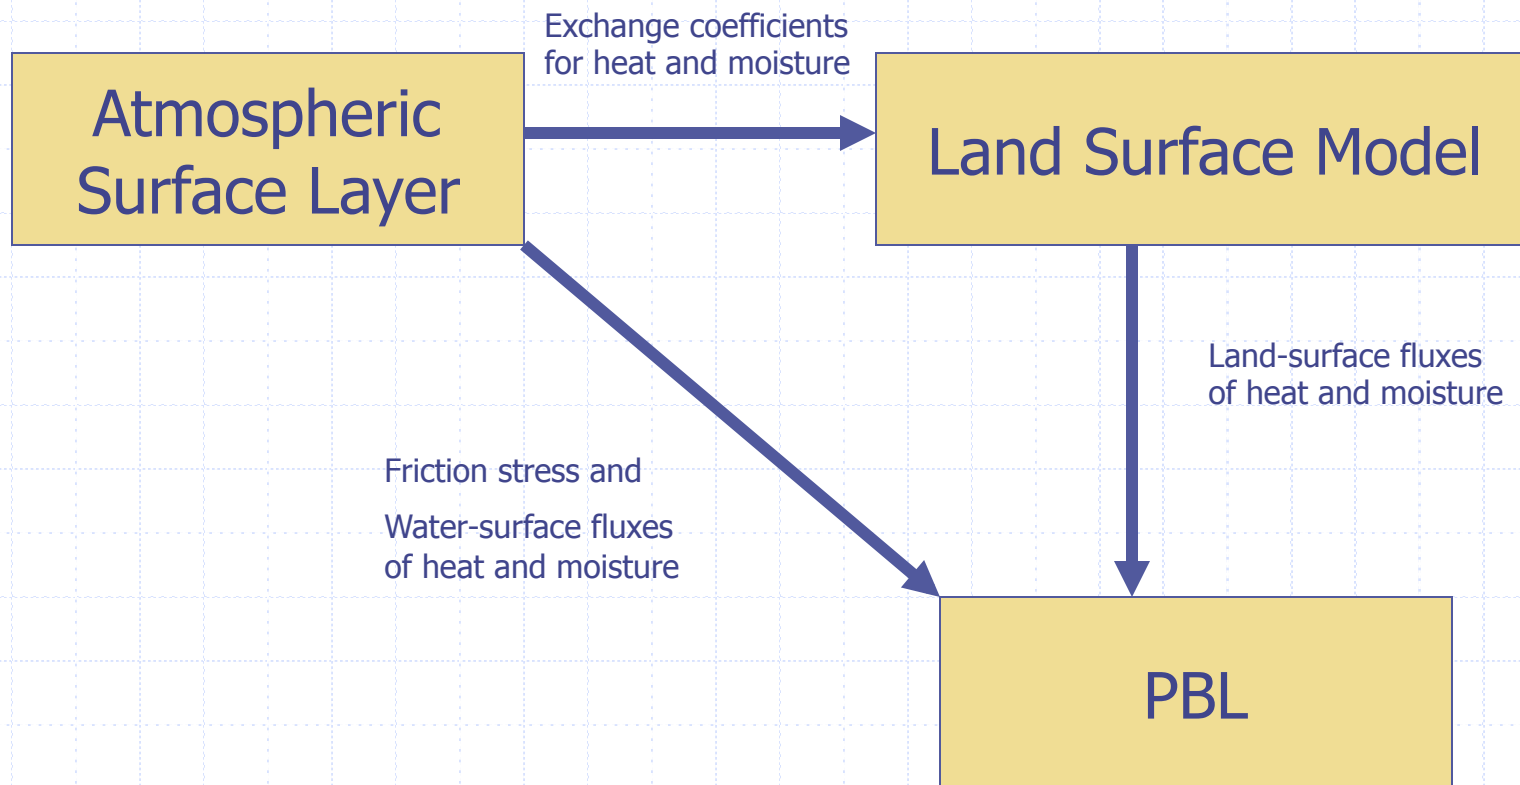 Exchange coefficients
for heat and moisture
Atmospheric
Surface Layer
Land Surface Model
Land-surface fluxes
of heat and moisture
Friction stress and
Water-surface fluxes
of heat and moisture
PBL